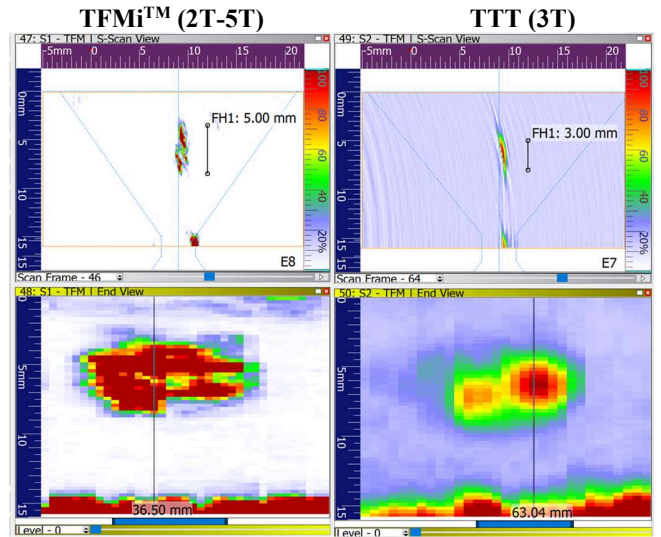 TFMi™ (2T-5T) TTT (3T)
47: S1 - TFM | S-Scan View
-5mm 0 5 10 15 20
0mm 5 10 15
FH1: 5.00 mm
E8
100 80 60 40 20%
Scan Frame - 46
49: S2 - TFM | S-Scan View
-5mm 0 5 10 15 20
0mm 5 10 15
FH1: 3.00 mm
E7
100 80 60 40 20%
Scan Frame - 64
48: S1 - TFM | End View
0 5mm 10 15
36.50 mm
Level - 0
50: S2 - TFM | End View
0 5mm 10 15
63.04 mm
Level - 0